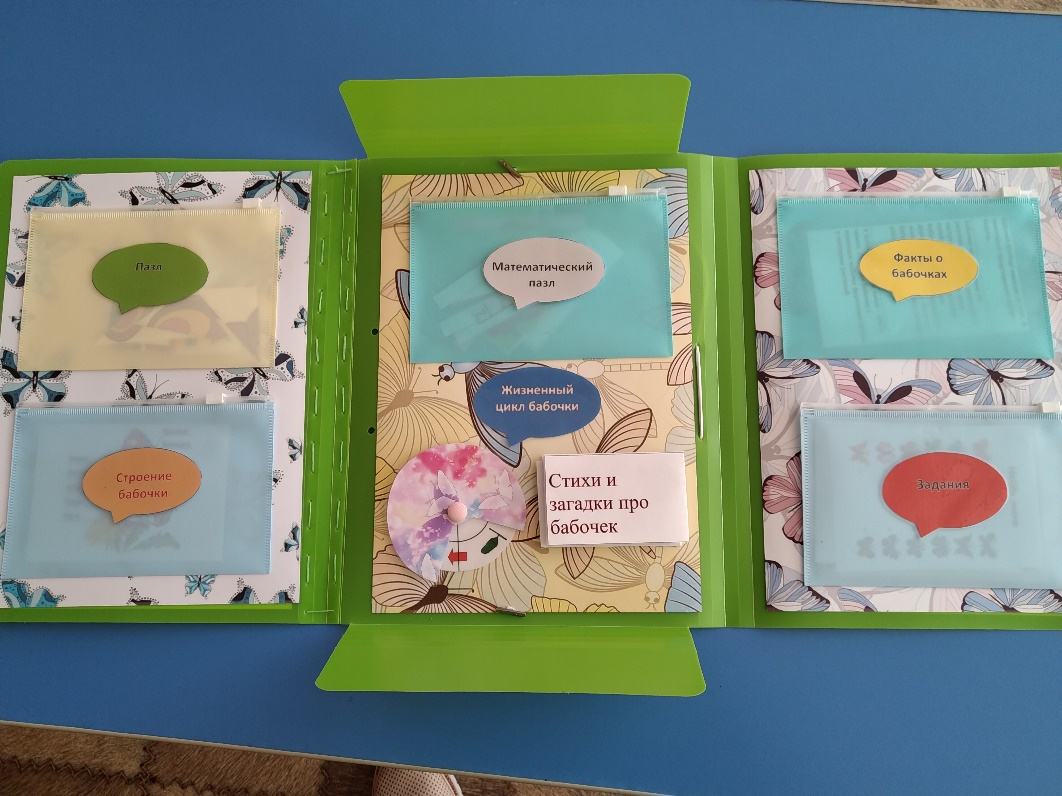 Пазл
Строение
бабочки
Математический
пазл
Жизненный
цикл бабочки
Стихи и
загадки про
бабочек
Факты о
бабочках
Задания